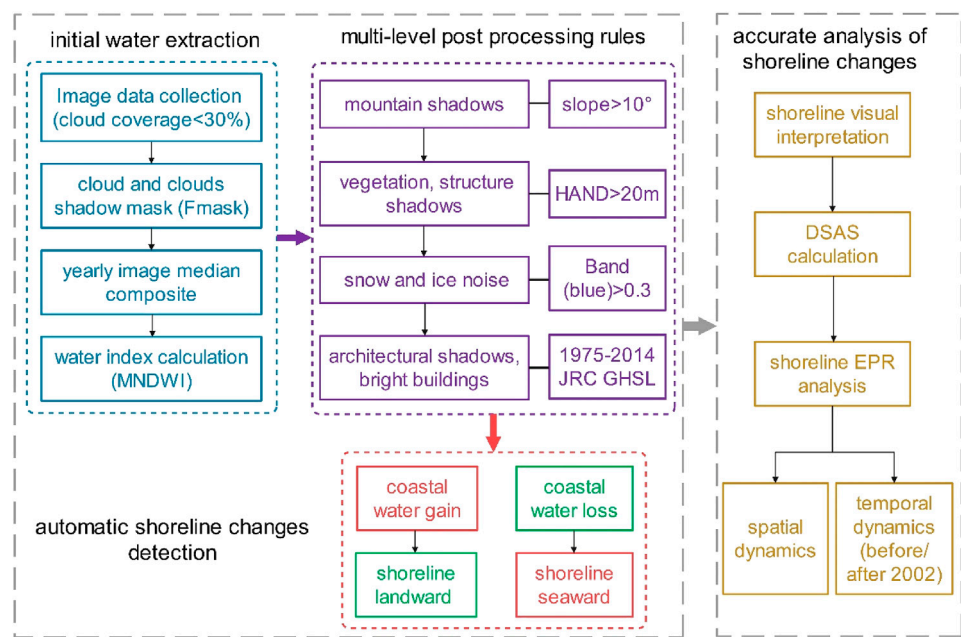 initial water extraction
Image data collection
(cloud coverage<30%)
cloud and clouds
shadow mask (Fmask)
yearly image median
composite
water index calculation
(MNDWI)
multi-level post processing rules
mountain shadows
slope>10°
vegetation, structure
shadows
HAND>20m
snow and ice noise
Band
(blue)>0.3
architectural shadows,
bright buildings
1975-2014
JRC GHSL
automatic shoreline changes
detection
coastal
water gain
shoreline
landward
coastal
water loss
shoreline
seaward
accurate analysis of
shoreline changes
shoreline visual
interpretation
DSAS
calculation
shoreline EPR
analysis
spatial
dynamics
temporal
dynamics
(before/
after 2002)